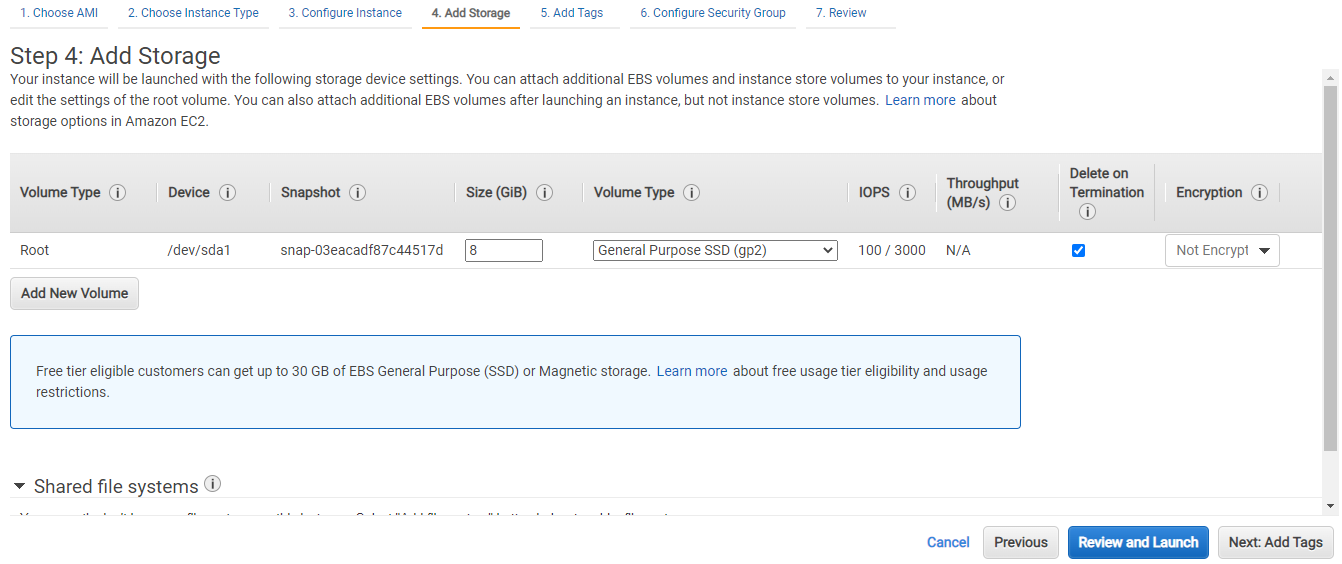 1. Choose AMI 2. Choose Instance Type 3. Configure Instance 4. Add Storage 5. Add Tags 6. Configure Security Group 7. Review
Step 4: Add Storage
Your instance will be launched with the following storage device settings. You can attach additional EBS volumes and instance store volumes to your instance, or
edit the settings of the root volume. You can also attach additional EBS volumes after launching an instance, but not instance store volumes. Learn more about
storage options in Amazon EC2.
Volume Type Device Snapshot Size (GiB) Volume Type IOPS Throughput (MB/s) Delete on Termination Encryption
Root /dev/sda1 snap-03eacadf87c44517d 8 General Purpose SSD (gp2) 100 / 3000 N/A Not Encrypt
Add New Volume
Free tier eligible customers can get up to 30 GB of EBS General Purpose (SSD) or Magnetic storage. Learn more about free usage tier eligibility and usage
restrictions.
Shared file systems
Cancel Previous Review and Launch Next: Add Tags